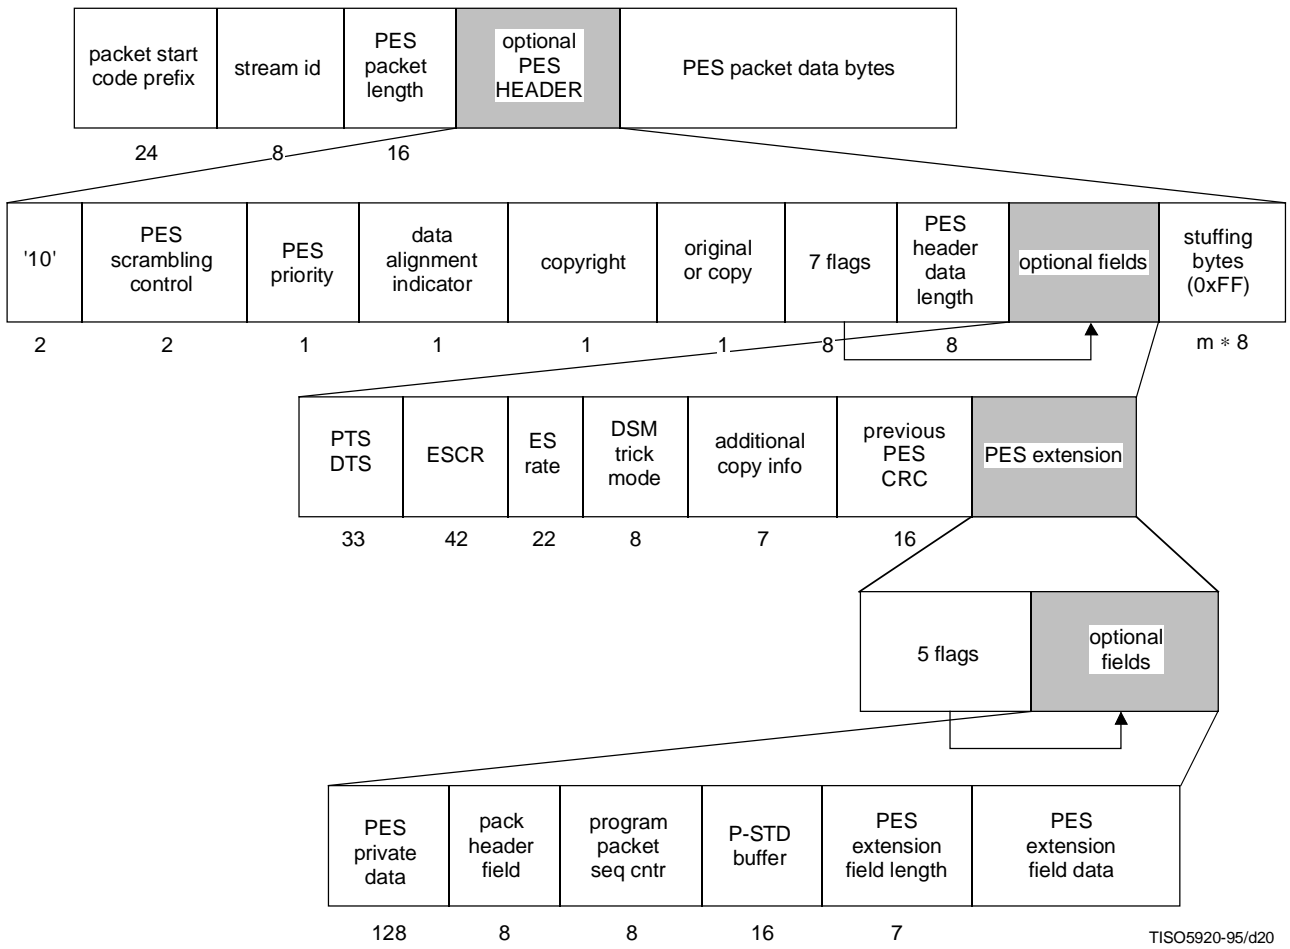 packet start
code prefix
stream id
PES
packet
length
optional
PES
HEADER
PES packet data bytes
24
8
16
'10'
PES
scrambling
control
PES
priority
data
alignment
indicator
copyright
original
or copy
7 flags
PES
header
data
length
optional fields
stuffing
bytes
(0xFF)
2
2
1
1
1
1
8
8
m ∗ 8
PTS
DTS
ESCR
ES
rate
DSM
trick
mode
additional
copy info
previous
PES
CRC
PES extension
33
42
22
8
7
16
5 flags
optional
fields
PES
private
data
pack
header
field
program
packet
seq cntr
P-STD
buffer
PES
extension
field length
PES
extension
field data
128
8
8
16
7
TISO5920-95/d20